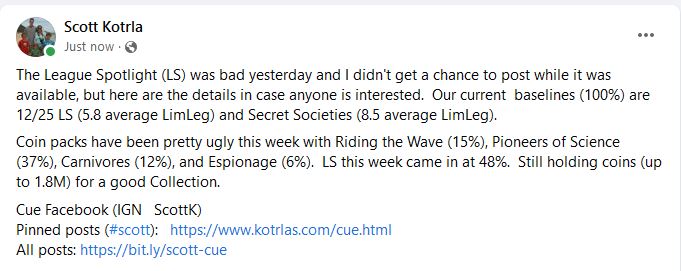 Scott Kotrla
Just now ·
The League Spotlight (LS) was bad yesterday and I didn't get a chance to post while it was
available, but here are the details in case anyone is interested.  Our current  baselines (100%) are
12/25 LS (5.8 average LimLeg) and Secret Societies (8.5 average LimLeg).
Coin packs have been pretty ugly this week with Riding the Wave (15%), Pioneers of Science
(37%), Carnivores (12%), and Espionage (6%).  LS this week came in at 48%.  Still holding coins (up
to 1.8M) for a good Collection.
Cue Facebook (IGN   ScottK)
Pinned posts (#scott):   https://www.kotrlas.com/cue.html
All posts: https://bit.ly/scott-cue